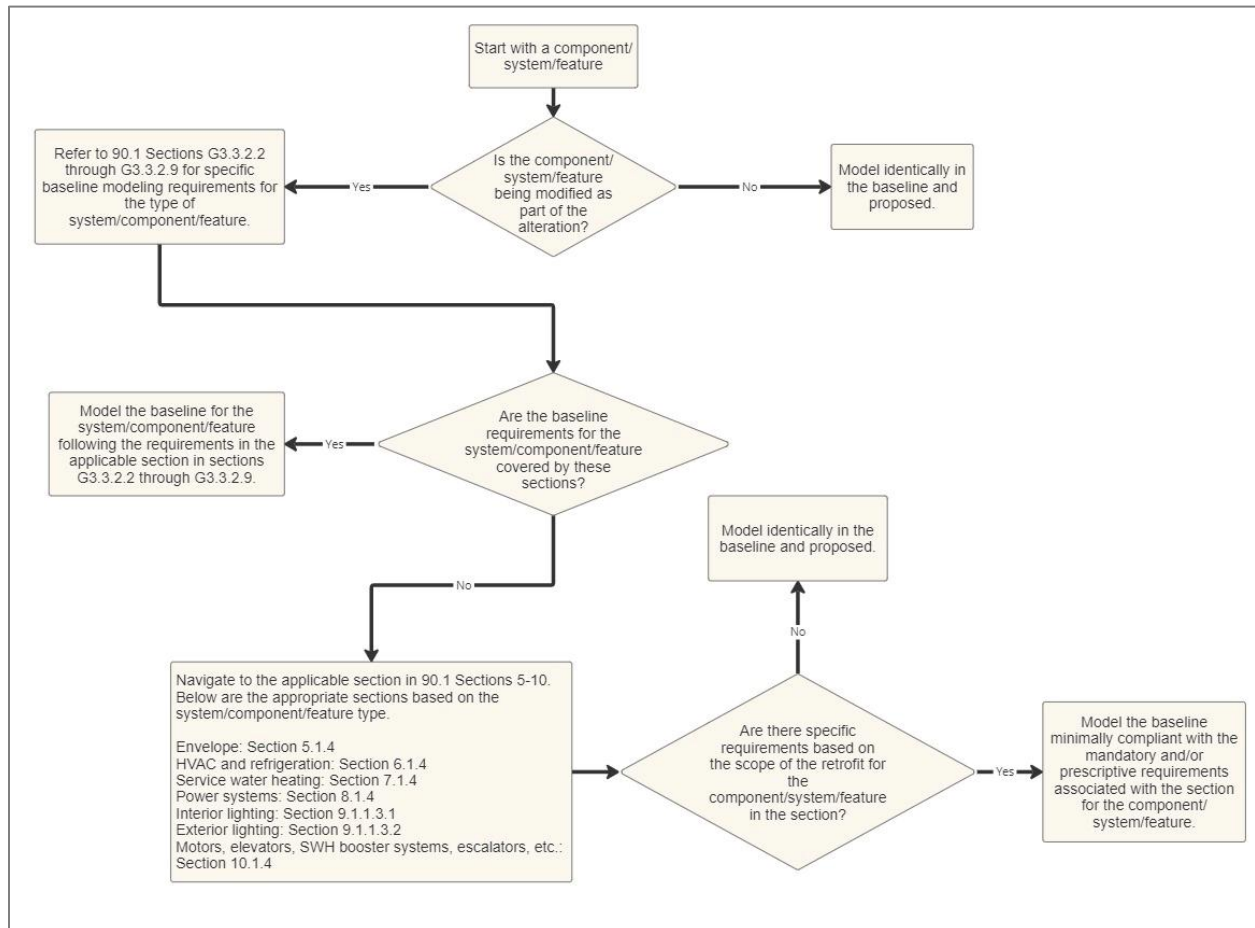 Start with a component/
system/feature
Is the component/
system/feature
being modified as
part of the
alteration?
Yes
No
Refer to 90.1 Sections G3.3.2.2
through G3.3.2.9 for specific
baseline modeling requirements for
the type of
system/component/feature.
Model identically in
the baseline and
proposed.
Are the baseline
requirements for the
system/component/feature
covered by these
sections?
Yes
Model the baseline for the
system/component/feature
following the requirements in the
applicable section in sections
G3.3.2.2 through G3.3.2.9.
No
Navigate to the applicable section in 90.1 Sections 5-10.
Below are the appropriate sections based on the
system/component/feature type.
Envelope: Section 5.1.4
HVAC and refrigeration: Section 6.1.4
Service water heating: Section 7.1.4
Power systems: Section 8.1.4
Interior lighting: Section 9.1.1.3.1
Exterior lighting: Section 9.1.1.3.2
Motors, elevators, SWH booster systems, escalators, etc.:
Section 10.1.4
Are there specific
requirements based on
the scope of the retrofit for
the
component/system/feature
in the section?
No
Model identically in the
baseline and proposed.
Yes
Model the baseline
minimally compliant with the
mandatory and/or
prescriptive requirements
associated with the section
for the component/
system/feature.